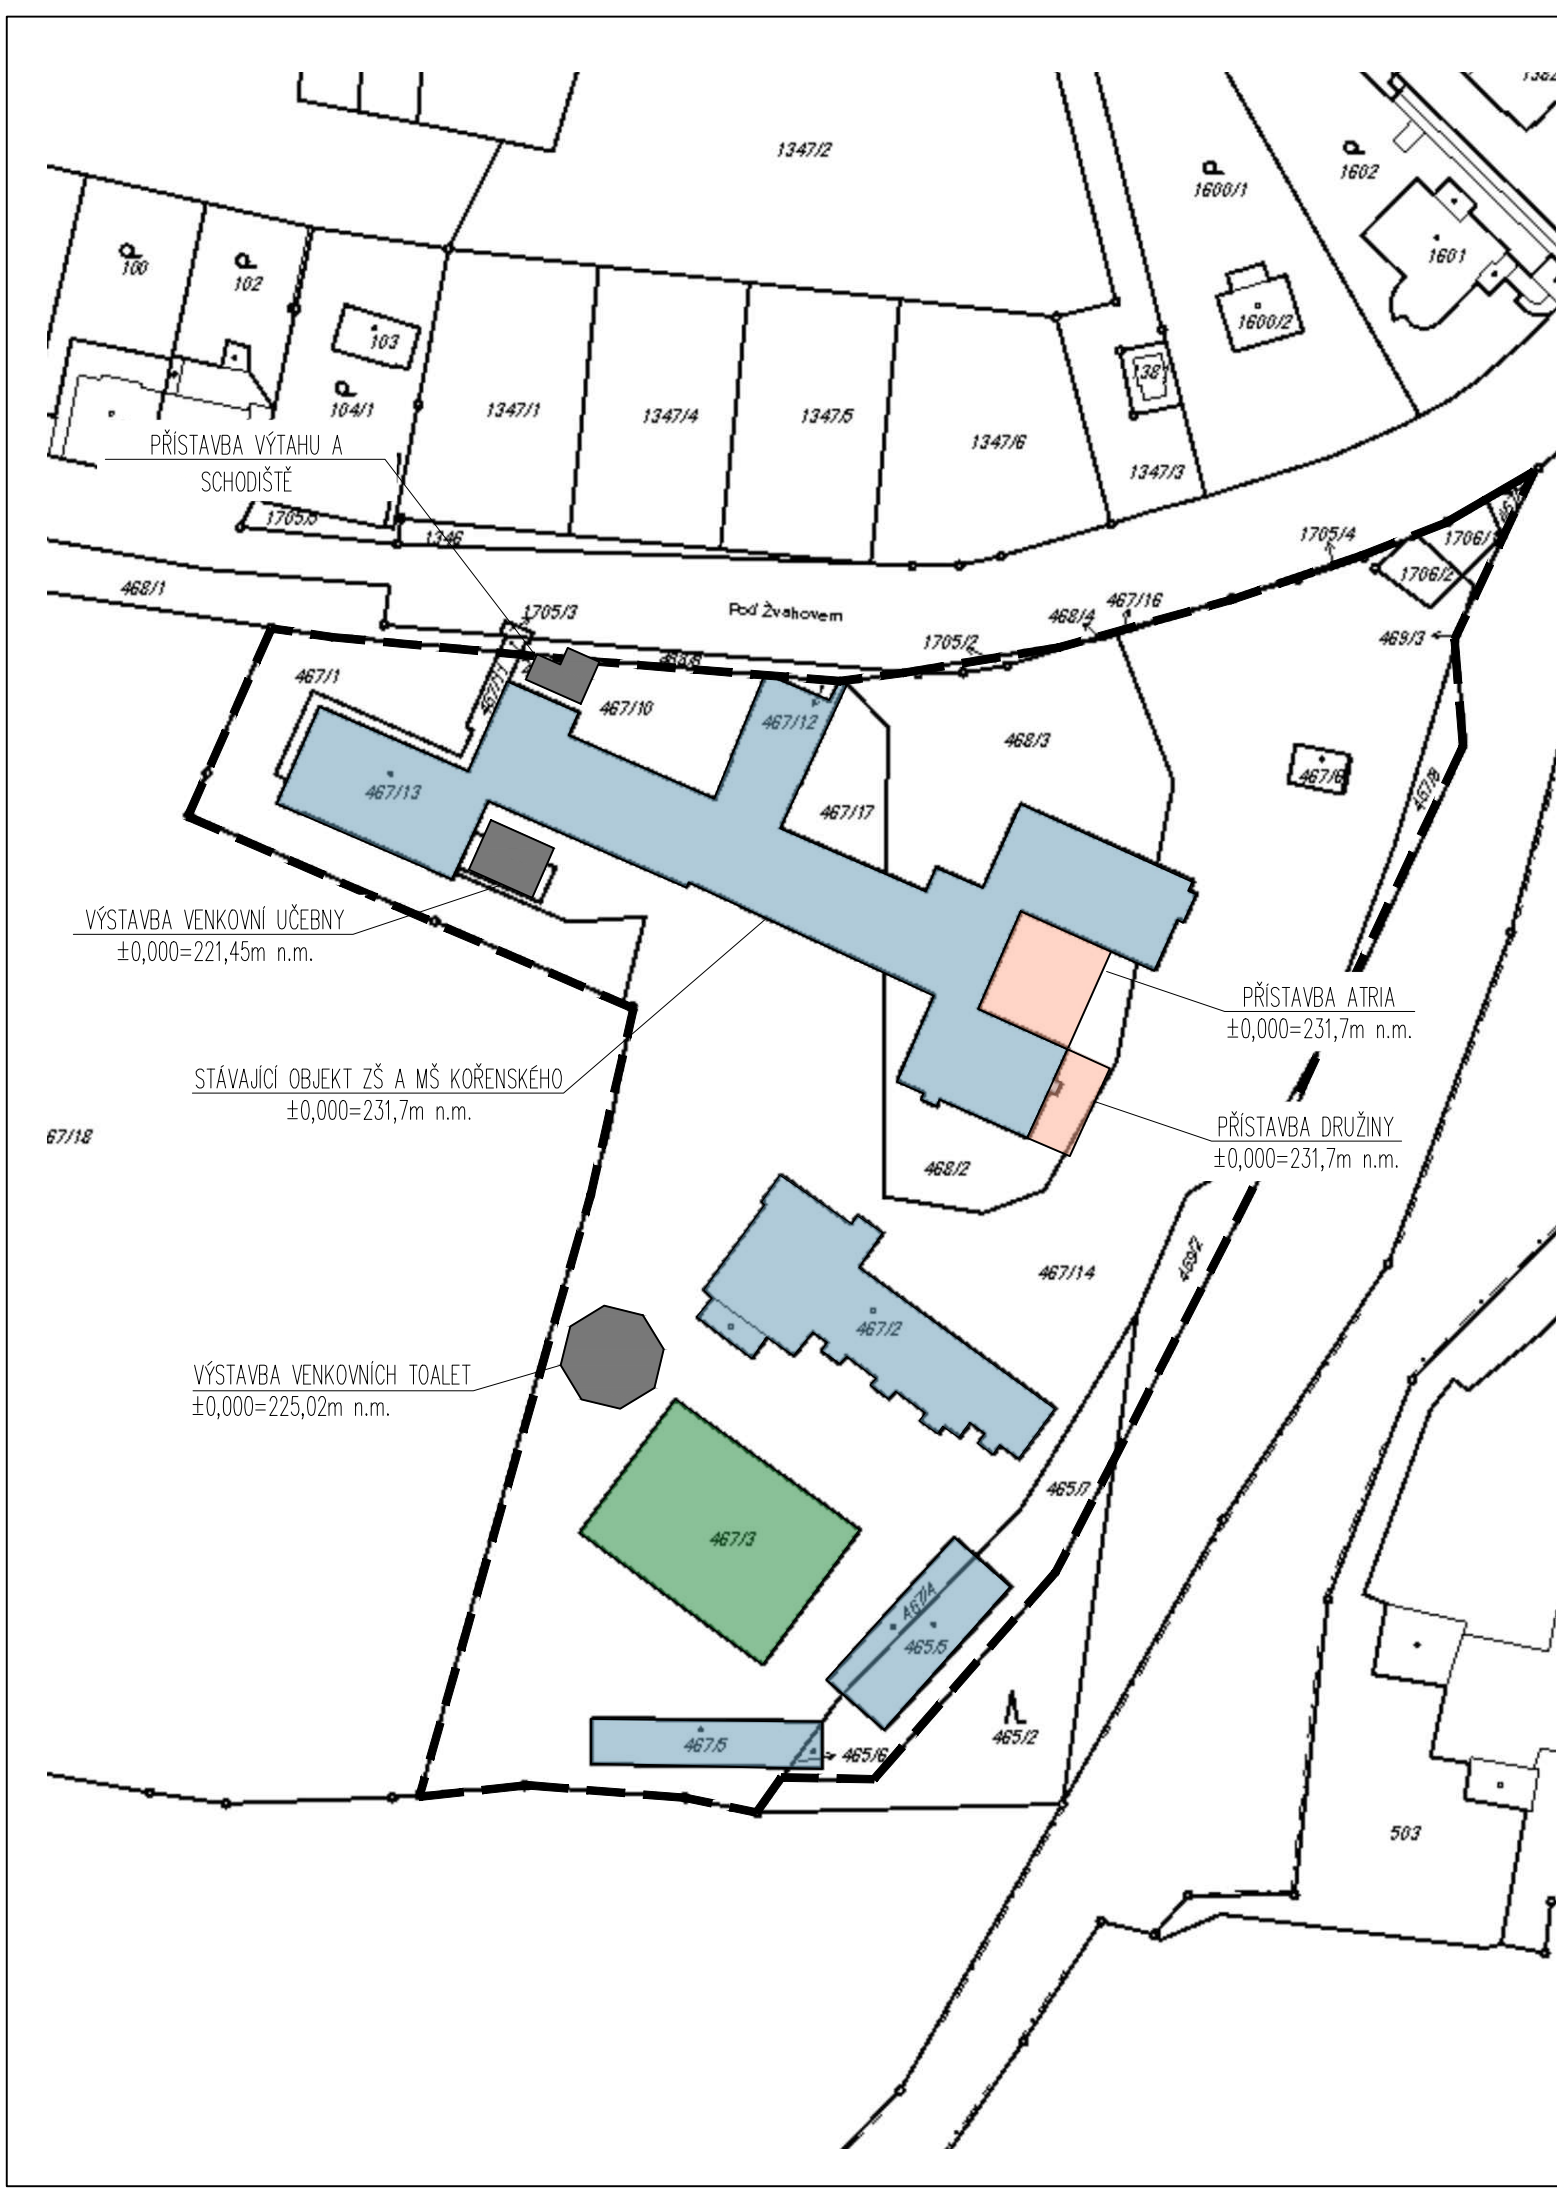 1382
1347/2
P
1602
P
1600/1
1601
P
100
P
102
103
1600/2
138
P
104/1
1347/1
1347/4
1347/5
1347/6
1347/3
PŘÍSTAVBA VÝTAHU A
SCHODIŠTĚ
1705/5
1346
1705/4
1706/1
1706/2
468/1
1705/3
Pod Žvahovem
468/4
467/16
1705/2
469/3
467/1
467/11
467/10
467/12
468/3
467/6
467/8
467/13
467/17
VÝSTAVBA VENKOVNÍ UČEBNY
±0,000=221,45m n.m.
PŘÍSTAVBA ATRIA
±0,000=231,7m n.m.
STÁVAJÍCÍ OBJEKT ZŠ A MŠ KOŘENSKÉHO
±0,000=231,7m n.m.
67/18
PŘÍSTAVBA DRUŽINY
±0,000=231,7m n.m.
468/2
467/14
469/2
467/2
VÝSTAVBA VENKOVNÍCH TOALET
±0,000=225,02m n.m.
465/7
467/3
467/4
465/5
465/2
467/5
465/6
503